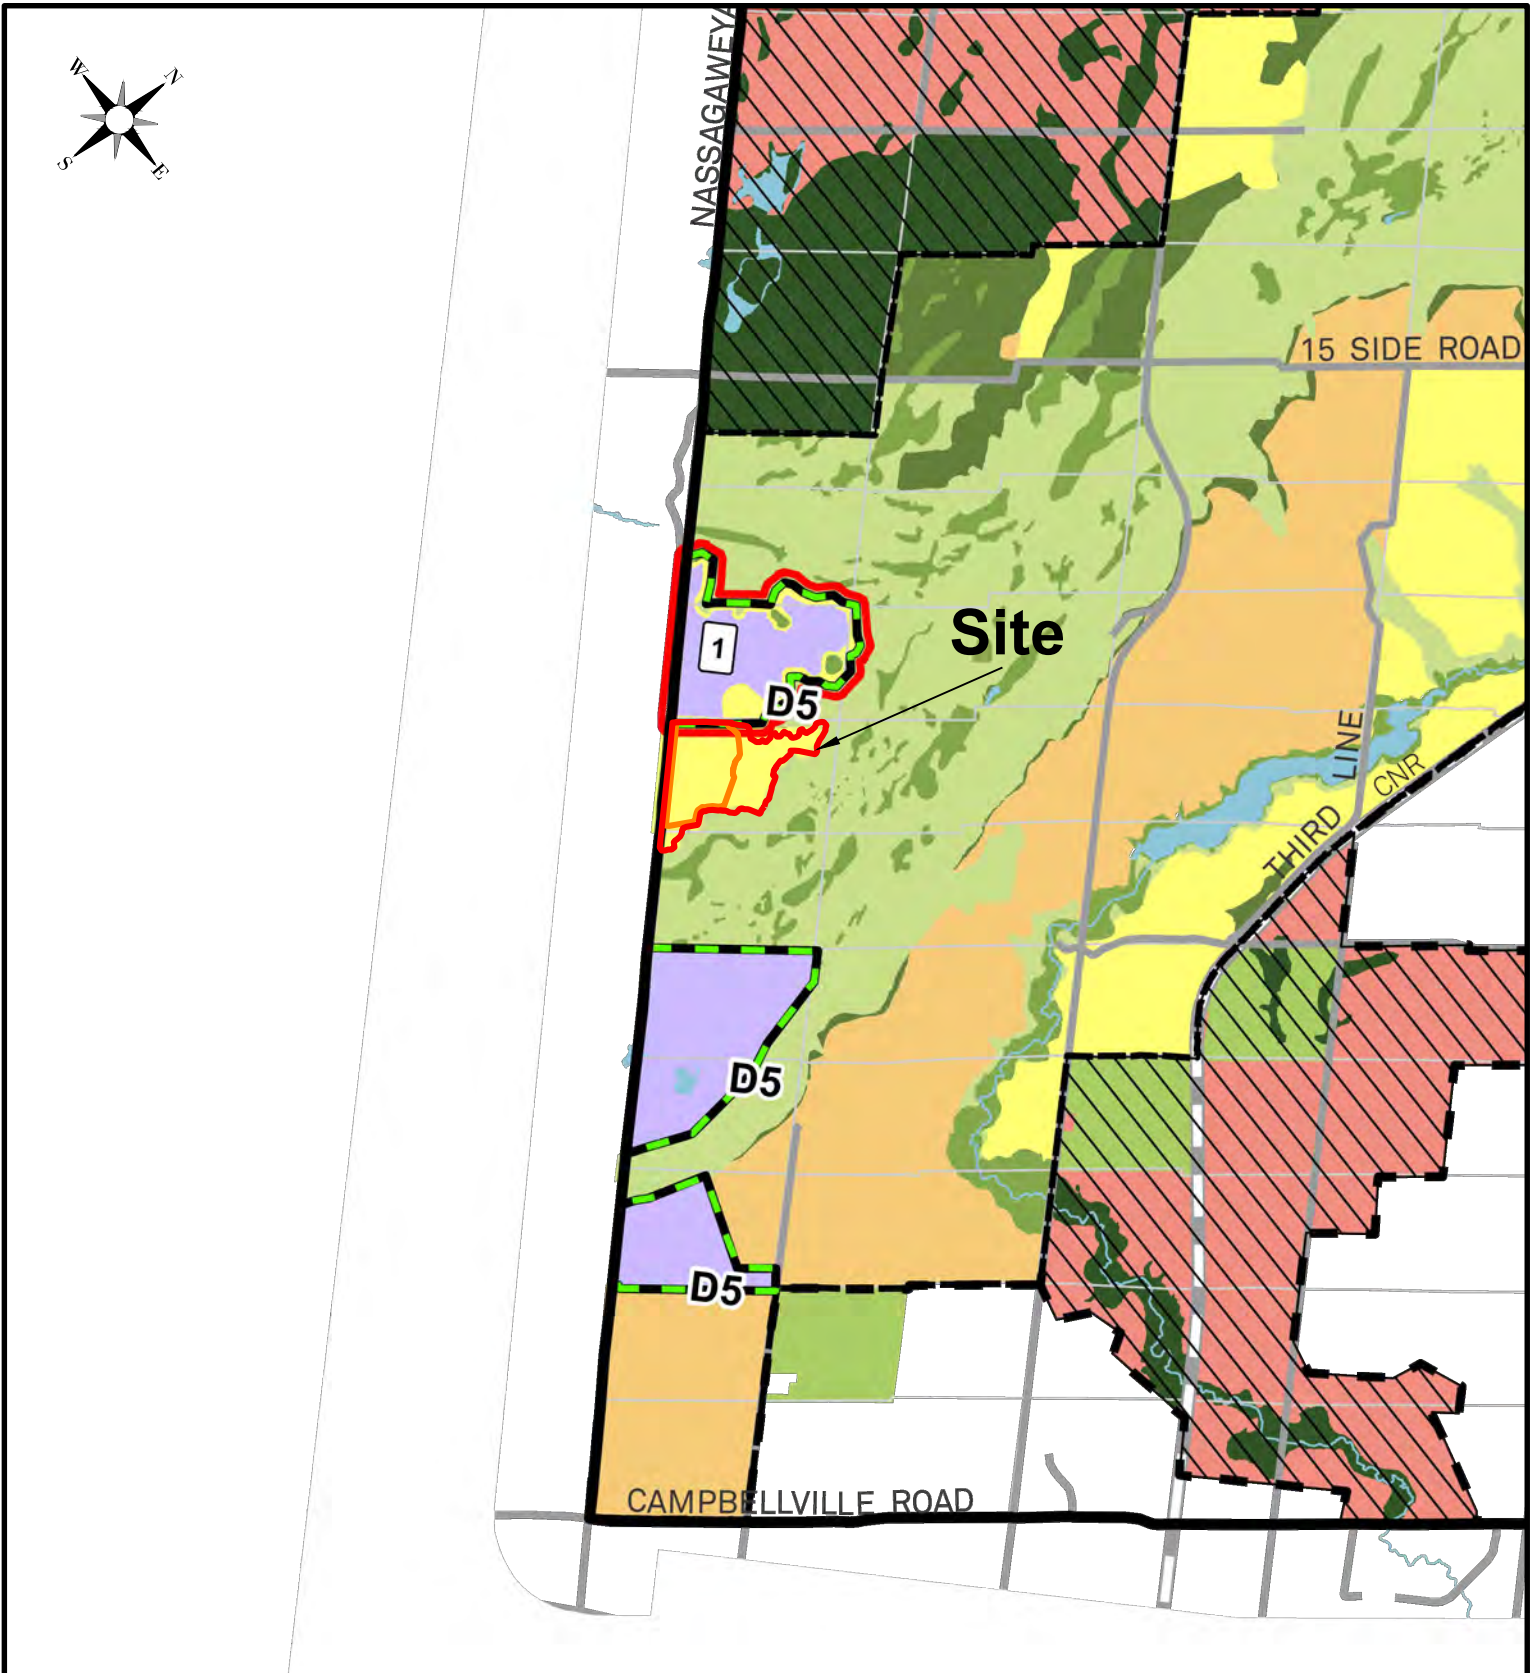 W
N
S
E
NASSAGAWEYA
15 SIDE ROAD
Site
1
D5
LINE
CNR
THIRD
D5
D5
CAMPBELLVILLE ROAD